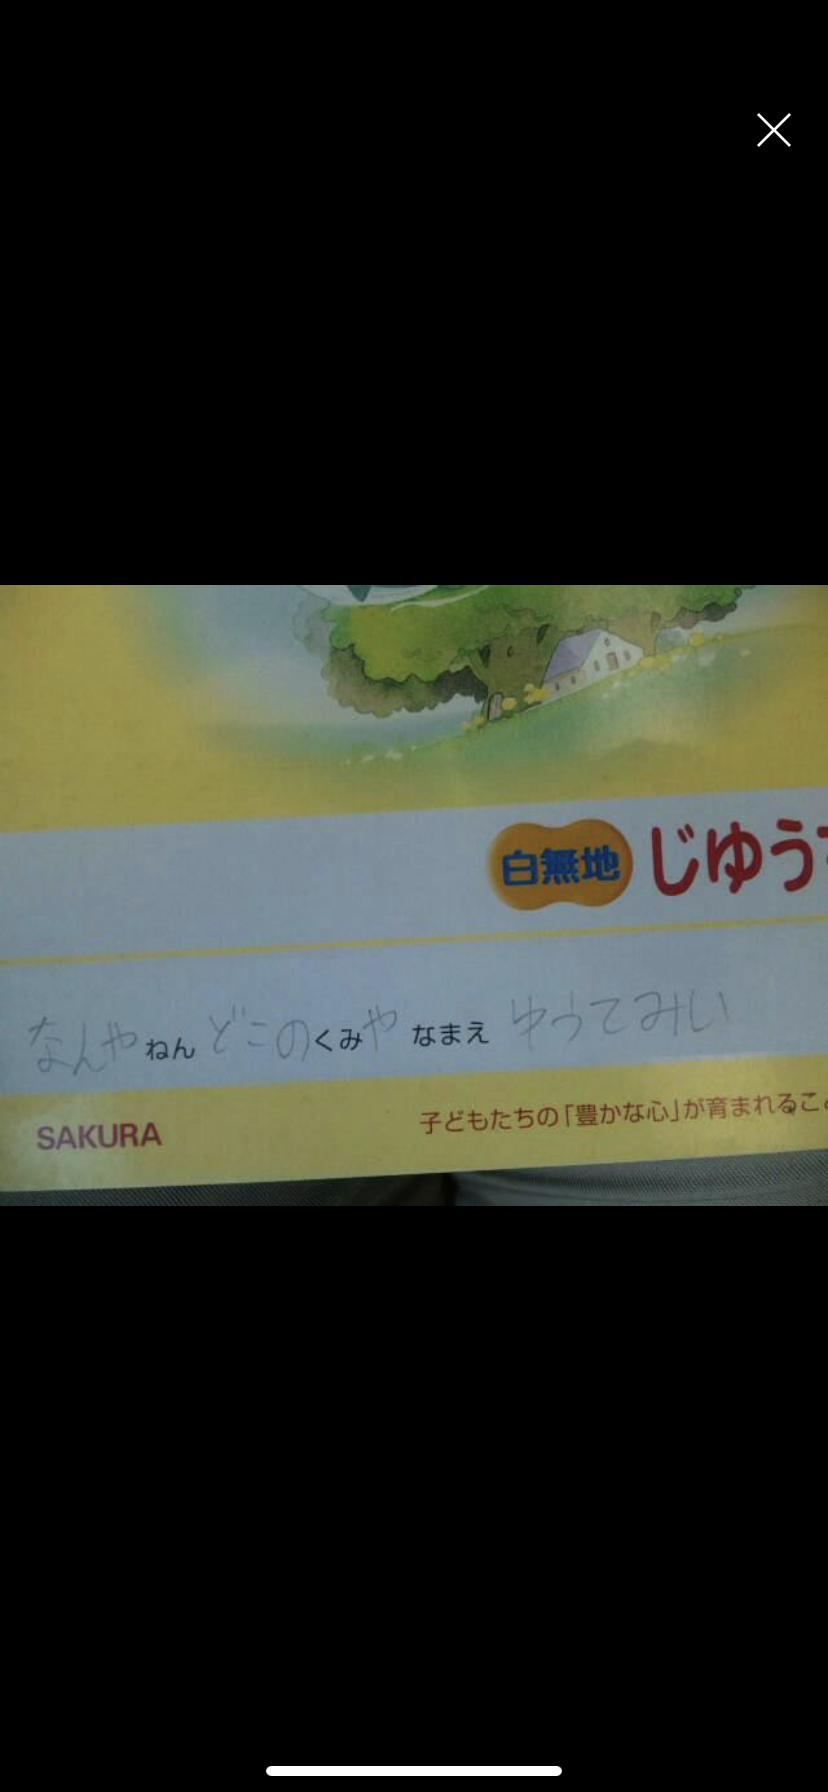 白無地 じゆう
なんやねん どこのくみや なまえ ゆうてみい
SAKURA
子どもたちの「豊かな心」が育まれるこ